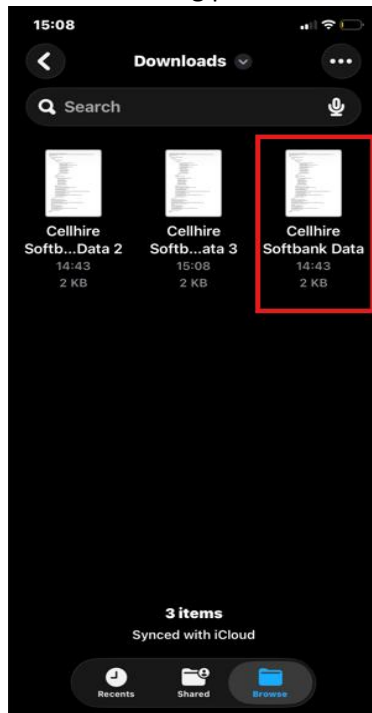 15:08
Downloads
Search
Cellhire
Softb...Data 2
14:43
2 KB
Cellhire
Softb...ata 3
15:08
2 KB
Cellhire
Softbank Data
14:43
2 KB
3 items
Synced with iCloud
Recents
Shared
Browse